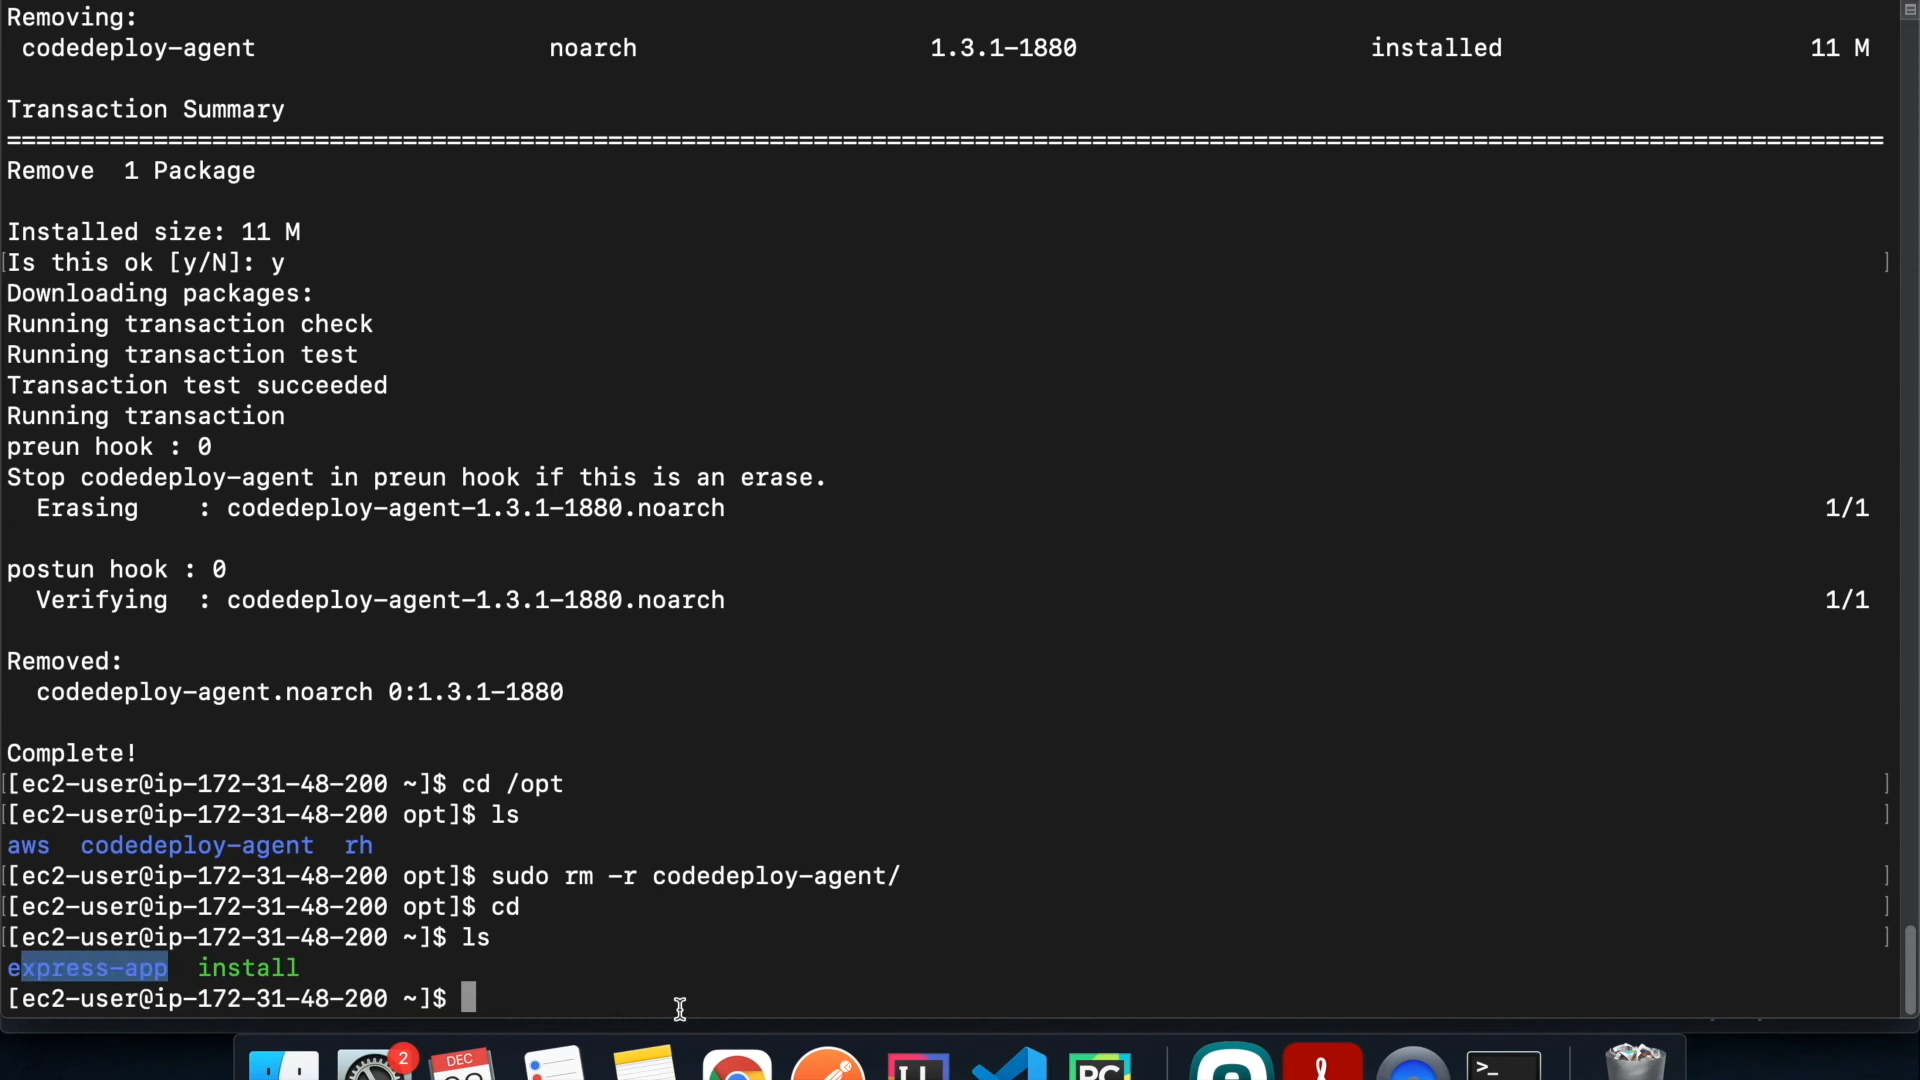 Removing:
codedeploy-agent noarch 1.3.1-1880 installed 11 M
Transaction Summary
================================================================================================================================
Remove 1 Package
Installed size: 11 M
[Is this ok [y/N]: y ]
Downloading packages:
Running transaction check
Running transaction test
Transaction test succeeded
Running transaction
preun hook : 0
Stop codedeploy-agent in preun hook if this is an erase.
Erasing : codedeploy-agent-1.3.1-1880.noarch 1/1
postun hook : 0
Verifying : codedeploy-agent-1.3.1-1880.noarch 1/1
Removed:
codedeploy-agent.noarch 0:1.3.1-1880
Complete!
[[ec2-user@ip-172-31-48-200 ~]$ cd /opt ]
[[ec2-user@ip-172-31-48-200 opt]$ ls ]
aws codedeploy-agent rh
[[ec2-user@ip-172-31-48-200 opt]$ sudo rm -r codedeploy-agent/ ]
[[ec2-user@ip-172-31-48-200 opt]$ cd ]
[[ec2-user@ip-172-31-48-200 ~]$ ls ]
express-app install
[ec2-user@ip-172-31-48-200 ~]$
2
DEC
PC
>_